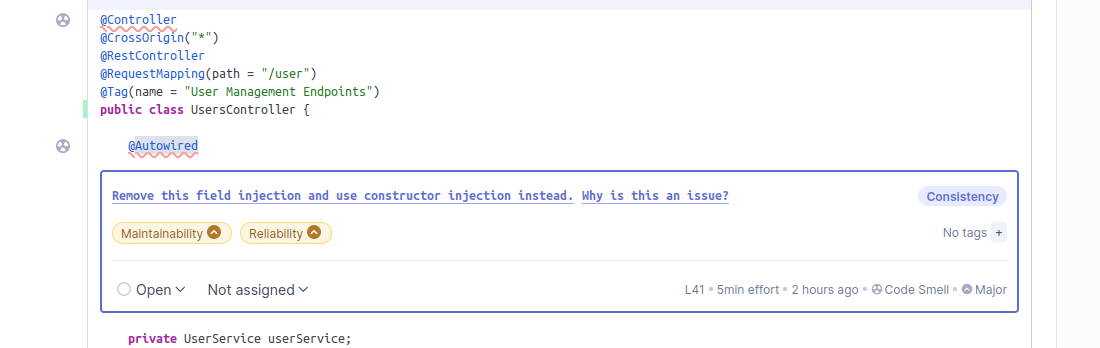 @Controller
@CrossOrigin("*")
@RestController
@RequestMapping(path = "/user")
@Tag(name = "User Management Endpoints")
public class UsersController {
@Autowired
Remove this field injection and use constructor injection instead. Why is this an issue? Consistency
Maintainability Reliability No tags +
Open Not assigned L41 • 5min effort • 2 hours ago • Code Smell • Major
private UserService userService;